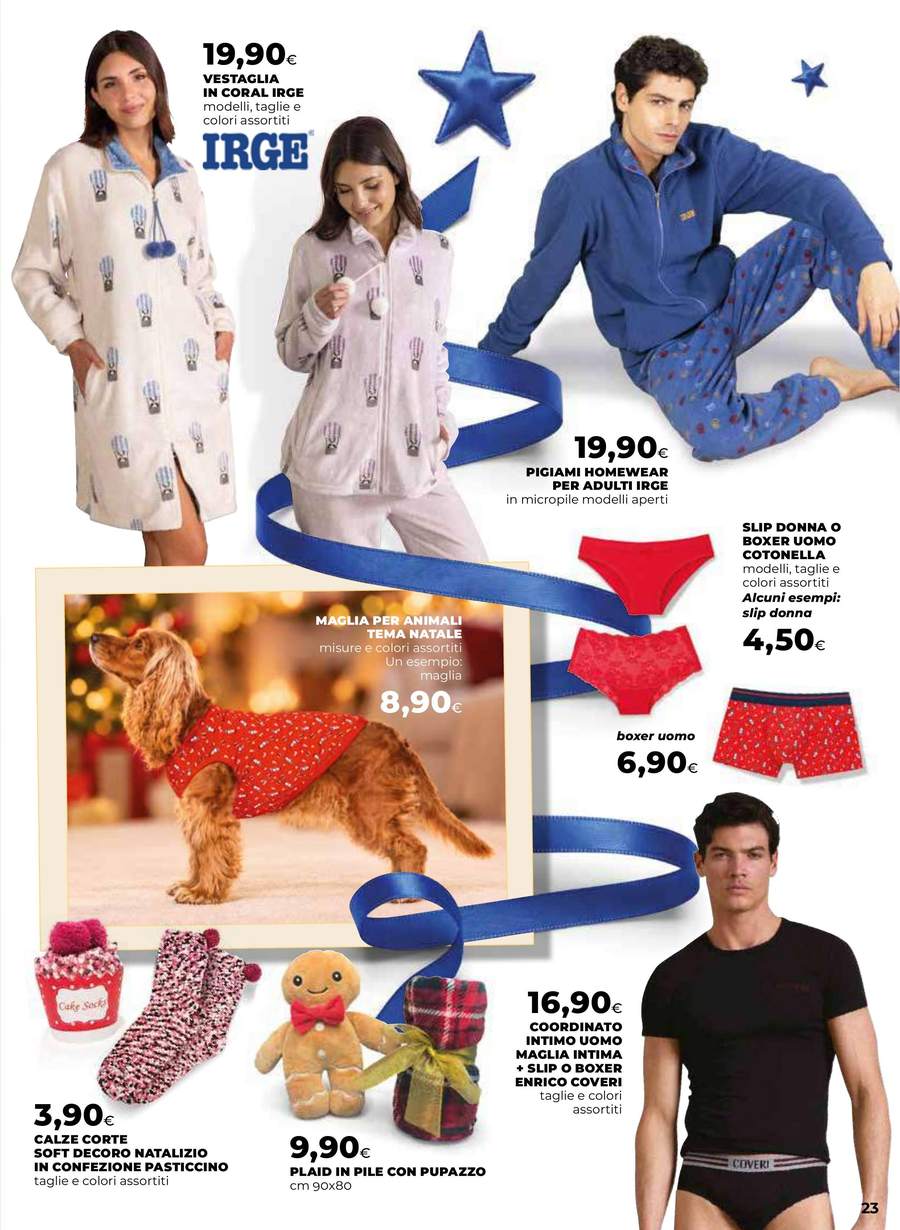 19,90€
VESTAGLIA
IN CORAL IRGE
modelli, taglie e
colori assortiti
IRGE®
19,90€
PIGIAMI HOMEWEAR
PER ADULTI IRGE
in micropile modelli aperti
SLIP DONNA O
BOXER UOMO
COTONELLA
modelli, taglie e
colori assortiti
Alcuni esempi:
slip donna
4,50€
MAGLIA PER ANIMALI
TEMA NATALE
misure e colori assortiti
Un esempio:
maglia
8,90€
boxer uomo
6,90€
Cake Socks
3,90€
CALZE CORTE
SOFT DECORO NATALIZIO
IN CONFEZIONE PASTICCINO
taglie e colori assortiti
9,90€
PLAID IN PILE CON PUPAZZO
cm 90x80
16,90€
COORDINATO
INTIMO UOMO
MAGLIA INTIMA
+ SLIP O BOXER
ENRICO COVERI
taglie e colori
assortiti
COVERI
23